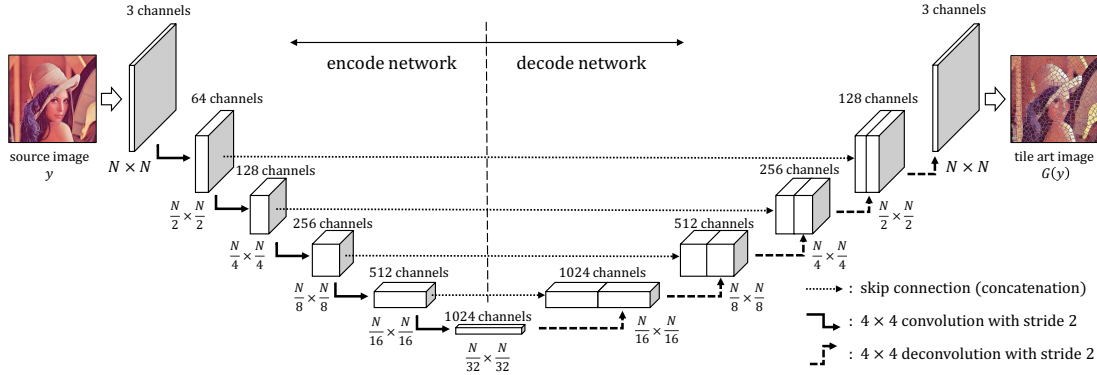 3 channels
3 channels
encode network
decode network
64 channels
128 channels
source image
y
N × N
N × N
tile art image
G(y)
128 channels
256 channels
N/2 × N/2
N/2 × N/2
256 channels
512 channels
N/4 × N/4
N/4 × N/4
512 channels
1024 channels
N/8 × N/8
N/8 × N/8
: skip connection (concatenation)
1024 channels
N/16 × N/16
N/16 × N/16
: 4 × 4 convolution with stride 2
N/32 × N/32
: 4 × 4 deconvolution with stride 2